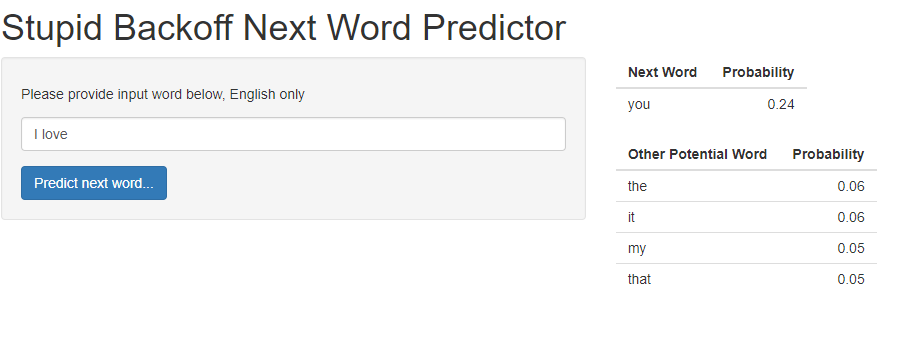 Stupid Backoff Next Word Predictor
Please provide input word below, English only
I love
Predict next word...
Next Word Probability
you 0.24
Other Potential Word Probability
the 0.06
it 0.06
my 0.05
that 0.05